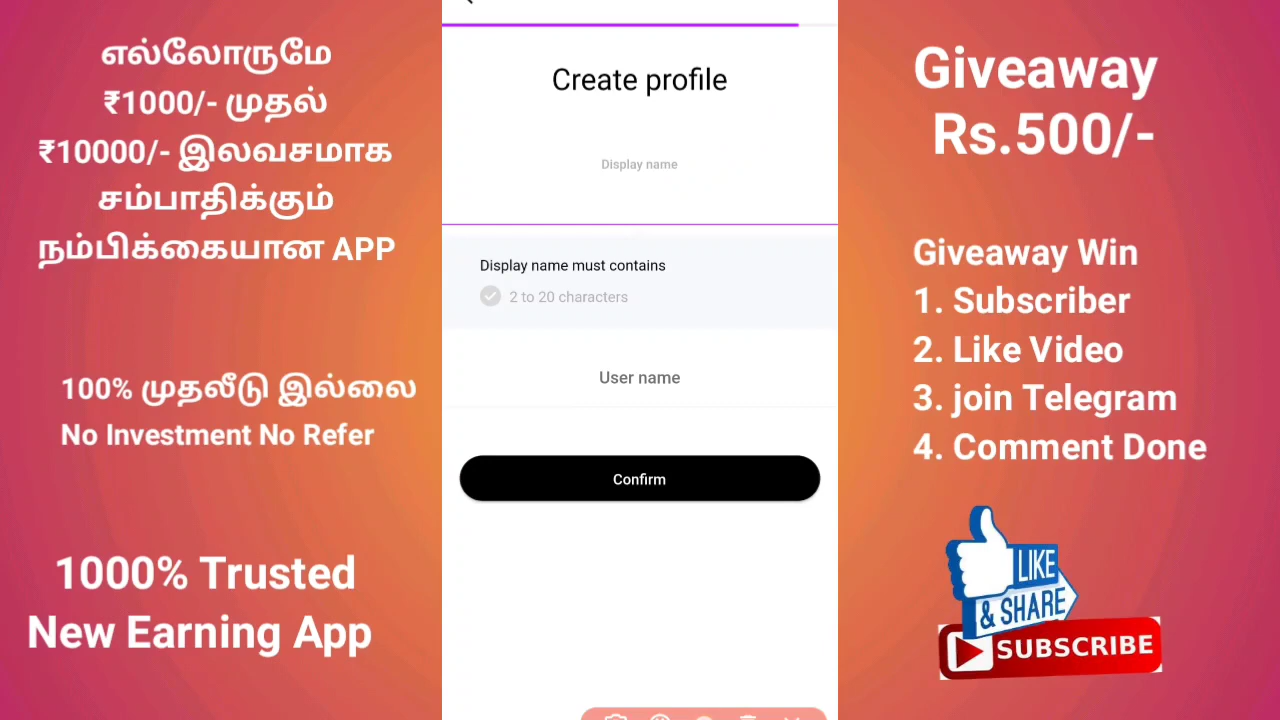 எல்லோருமே
₹1000/- முதல்
₹10000/- இலவசமாக
சம்பாதிக்கும்
நம்பிக்கையான APP
100% முதலீடு இல்லை
No Investment No Refer
1000% Trusted
New Earning App
Create profile
Display name
Display name must contains
2 to 20 characters
User name
Confirm
Giveaway
Rs.500/-
Giveaway Win
1. Subscriber
2. Like Video
3. join Telegram
4. Comment Done
LIKE
& SHARE
SUBSCRIBE